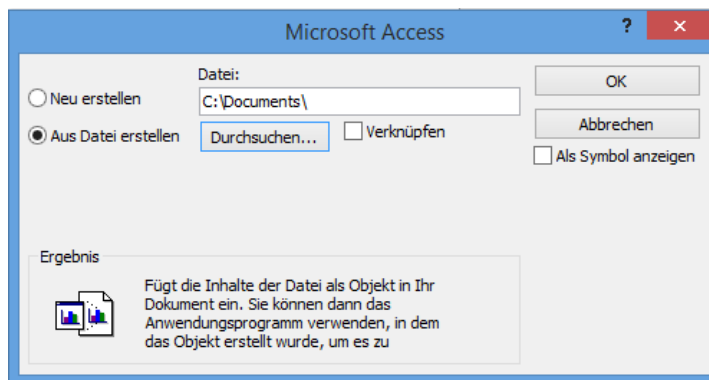 Microsoft Access
?
Neu erstellen
Aus Datei erstellen
Datei:
C:\Documents\
Durchsuchen...
Verknüpfen
OK
Abbrechen
Als Symbol anzeigen
Ergebnis
Fügt die Inhalte der Datei als Objekt in Ihr
Dokument ein. Sie können dann das
Anwendungsprogramm verwenden, in dem
das Objekt erstellt wurde, um es zu